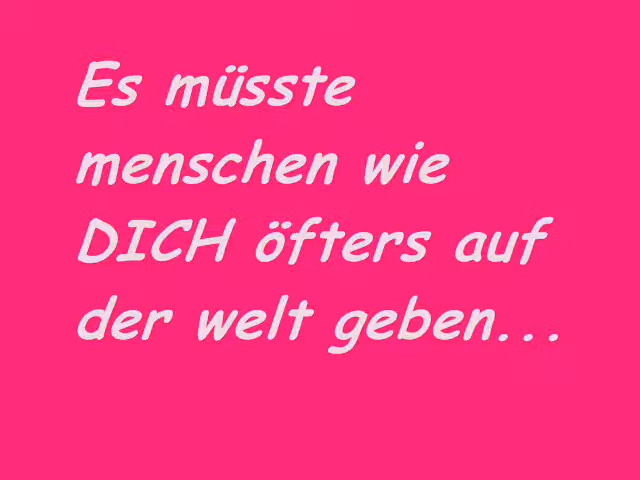 Es müsste
menschen wie
DICH öfters auf
der welt geben...